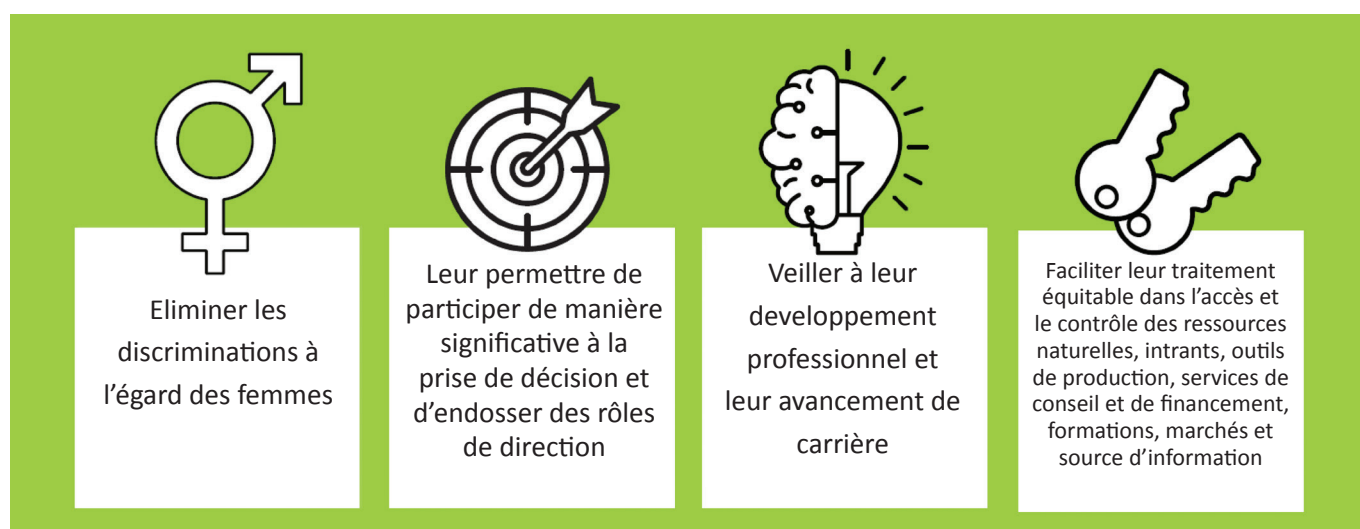 Eliminer les
discriminations à
l’égard des femmes
Leur permettre de
participer de manière
significative à la
prise de décision et
d’endosser des rôles
de direction
Veiller à leur
developpement
professionnel et
leur avancement de
carrière
Faciliter leur traitement
équitable dans l’accès et
le contrôle des ressources
naturelles, intrants, outils
de production, services de
conseil et de financement,
formations, marchés et
source d’information